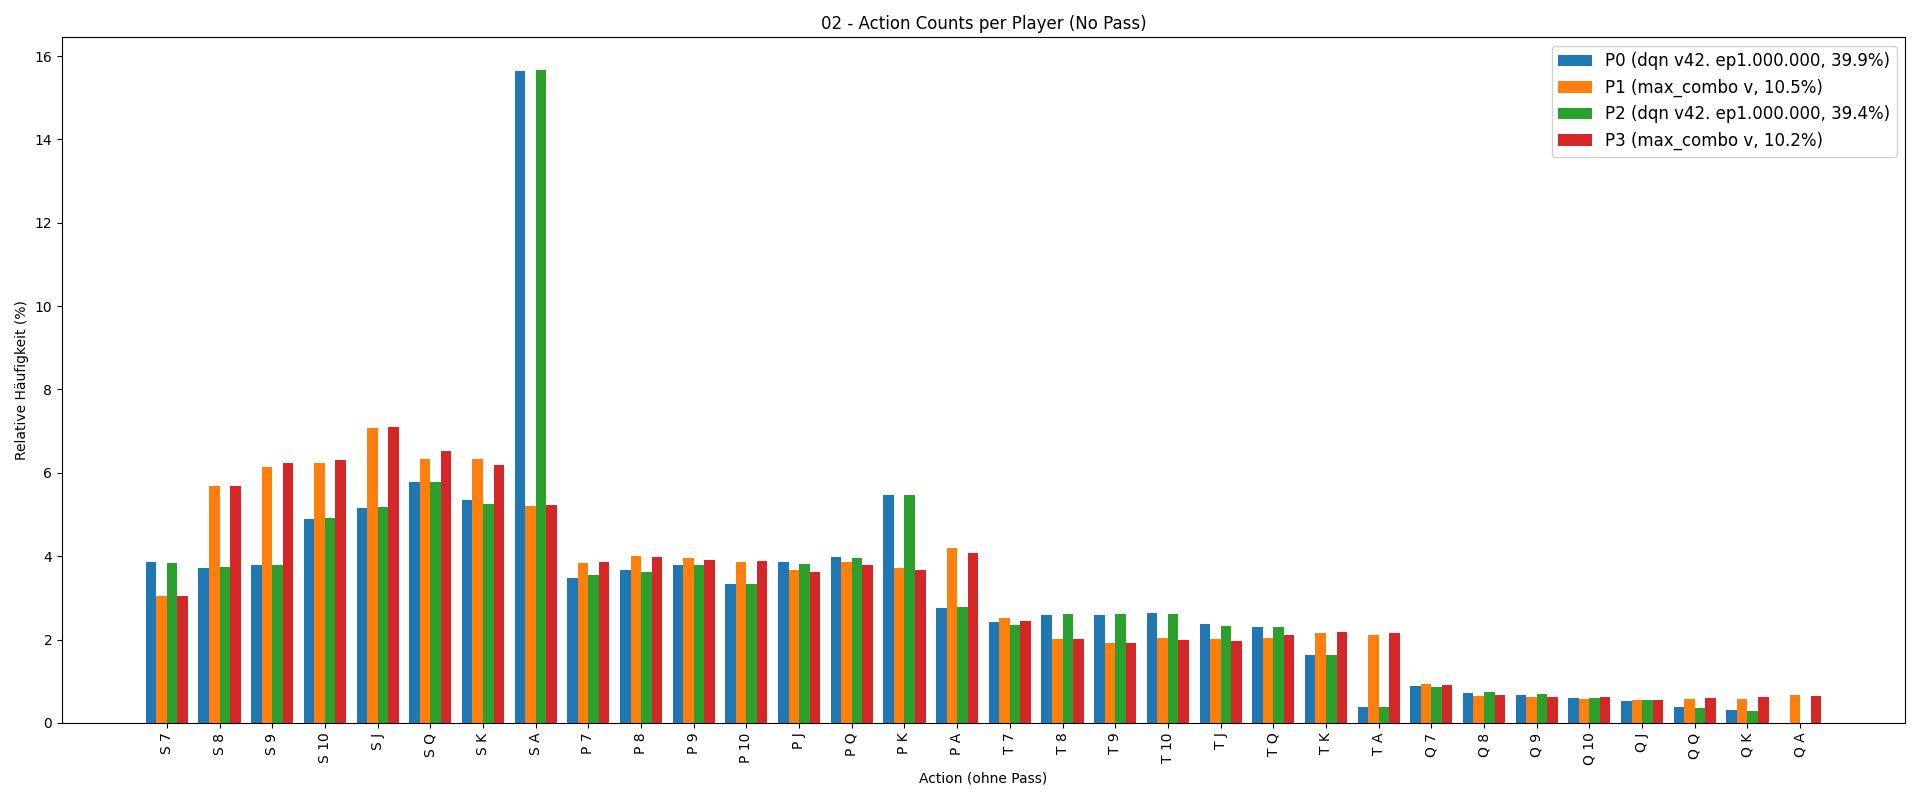 02 - Action Counts per Player (No Pass)
P0 (dqn v42. ep1.000.000, 39.9%)
P1 (max_combo v, 10.5%)
P2 (dqn v42. ep1.000.000, 39.4%)
P3 (max_combo v, 10.2%)
Relative Häufigkeit (%)
16
14
12
10
8
6
4
2
0
S 7
S 8
S 9
S 10
S J
S Q
S K
S A
P 7
P 8
P 9
P 10
P J
P Q
P K
P A
T 7
T 8
T 9
T 10
T J
T Q
T K
T A
Q 7
Q 8
Q 9
Q 10
Q J
Q Q
Q K
Q A
Action (ohne Pass)